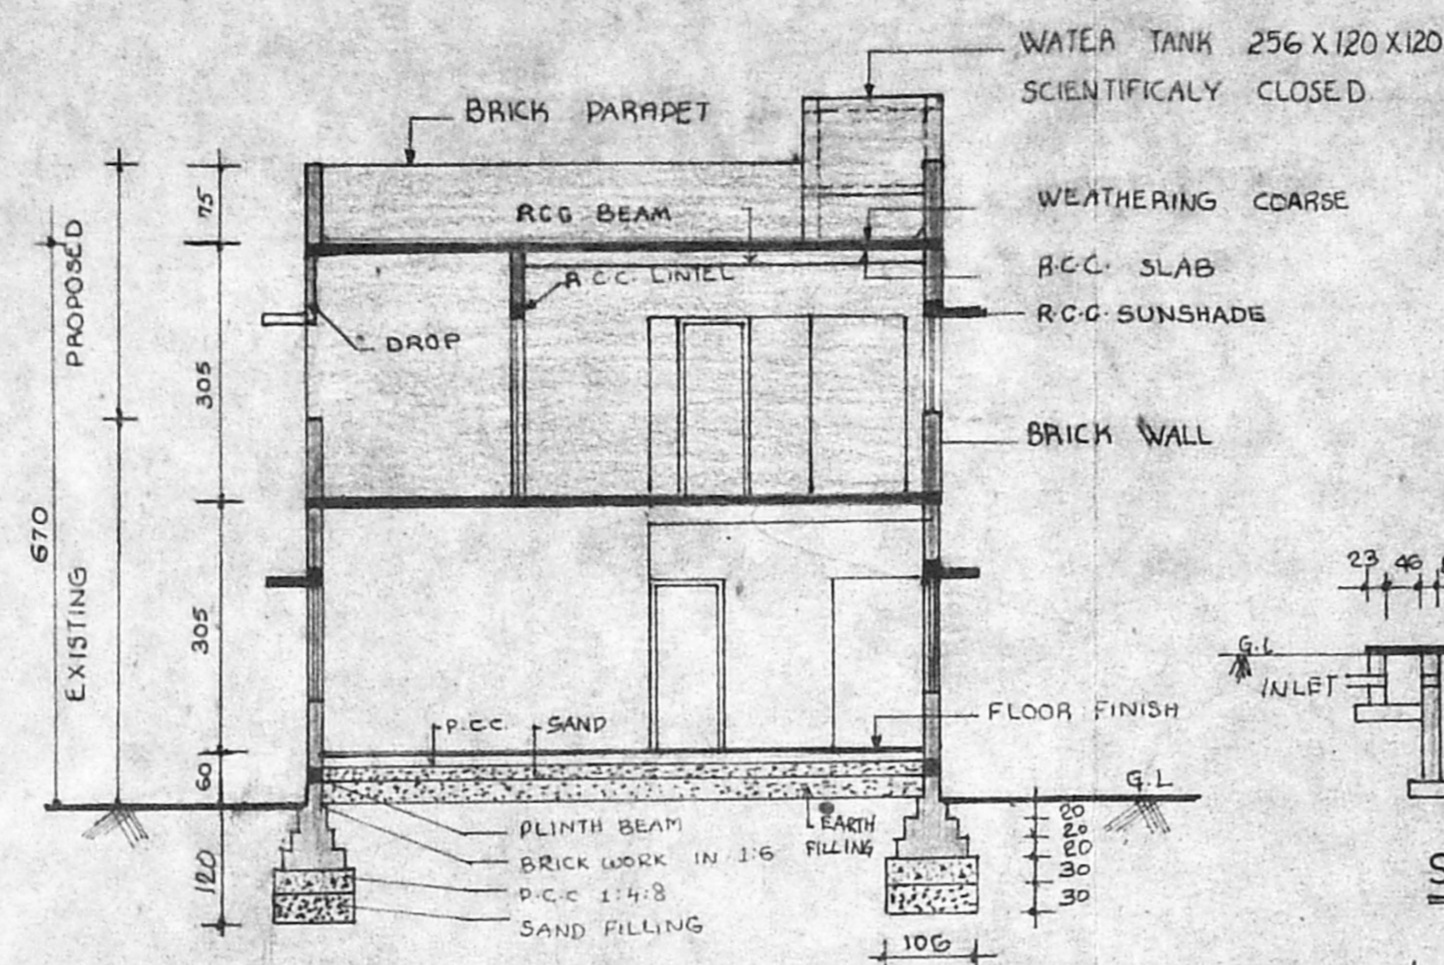 WATER TANK 256 X 120 X 120
SCIENTIFICALY CLOSED
BRICK PARAPET
WEATHERING COARSE
75
RCC BEAM
PROPOSED
R.C.C. LINTEL
R.C.C. SLAB
R.C.C. SUNSHADE
DROP
305
BRICK WALL
670
EXISTING
305
23 46
G.L
INLET
P.C.C. SAND
FLOOR FINISH
60
G.L
PLINTH BEAM
EARTH
FILLING
BRICK WORK IN 1:6
P.C.C 1:4:8
SAND FILLING
120
20
20
20
30
30
106
S